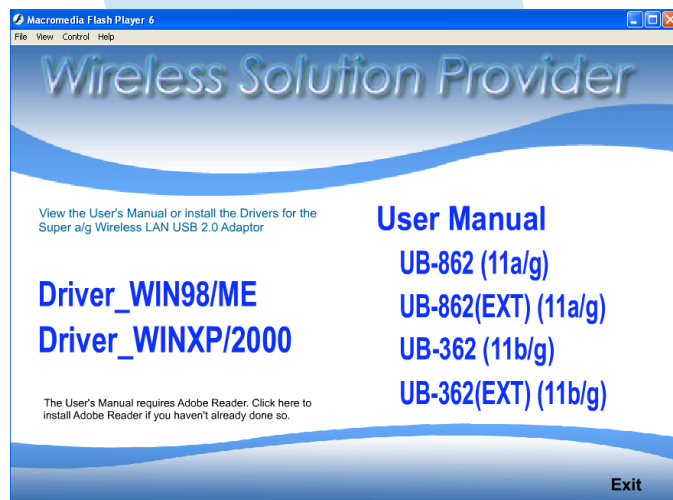 Macromedia Flash Player 6
File View Control Help
Wireless Solution Provider
View the User's Manual or install the Drivers for the
Super a/g Wireless LAN USB 2.0 Adaptor
Driver_WIN98/ME
Driver_WINXP/2000
The User's Manual requires Adobe Reader. Click here to
install Adobe Reader if you haven't already done so.
User Manual
UB-862 (11a/g)
UB-862(EXT) (11a/g)
UB-362 (11b/g)
UB-362(EXT) (11b/g)
Exit